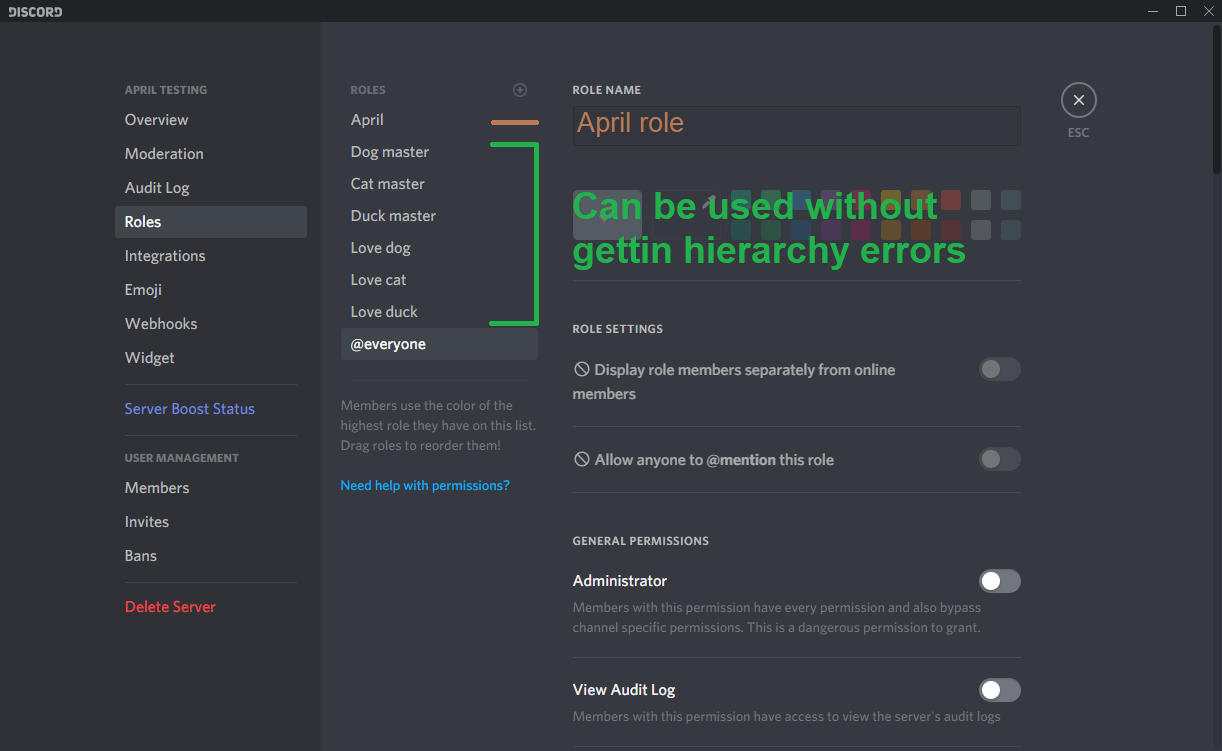 DISCORD
APRIL TESTING
Overview
Moderation
Audit Log
Roles
Integrations
Emoji
Webhooks
Widget
Server Boost Status
USER MANAGEMENT
Members
Invites
Bans
Delete Server
ROLES
April
Dog master
Cat master
Duck master
Love dog
Love cat
Love duck
@everyone
Members use the color of the
highest role they have on this list.
Drag roles to reorder them!
Need help with permissions?
ROLE NAME
April role
Can be used without
gettin hierarchy errors
ROLE SETTINGS
Display role members separately from online
members
Allow anyone to @mention this role
GENERAL PERMISSIONS
Administrator
Members with this permission have every permission and also bypass
channel specific permissions. This is a dangerous permission to grant.
View Audit Log
Members with this permission have access to view the server's audit logs
ESC